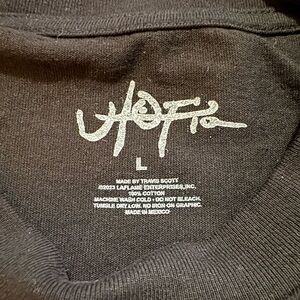 UTOPIA
L
MADE BY TRAVIS SCOTT
©2023 LAFLAME ENTERPRISES, INC.
100% COTTON
MACHINE WASH COLD - DO NOT BLEACH.
TUMBLE DRY LOW. NO IRON ON GRAPHIC.
MADE IN MEXICO